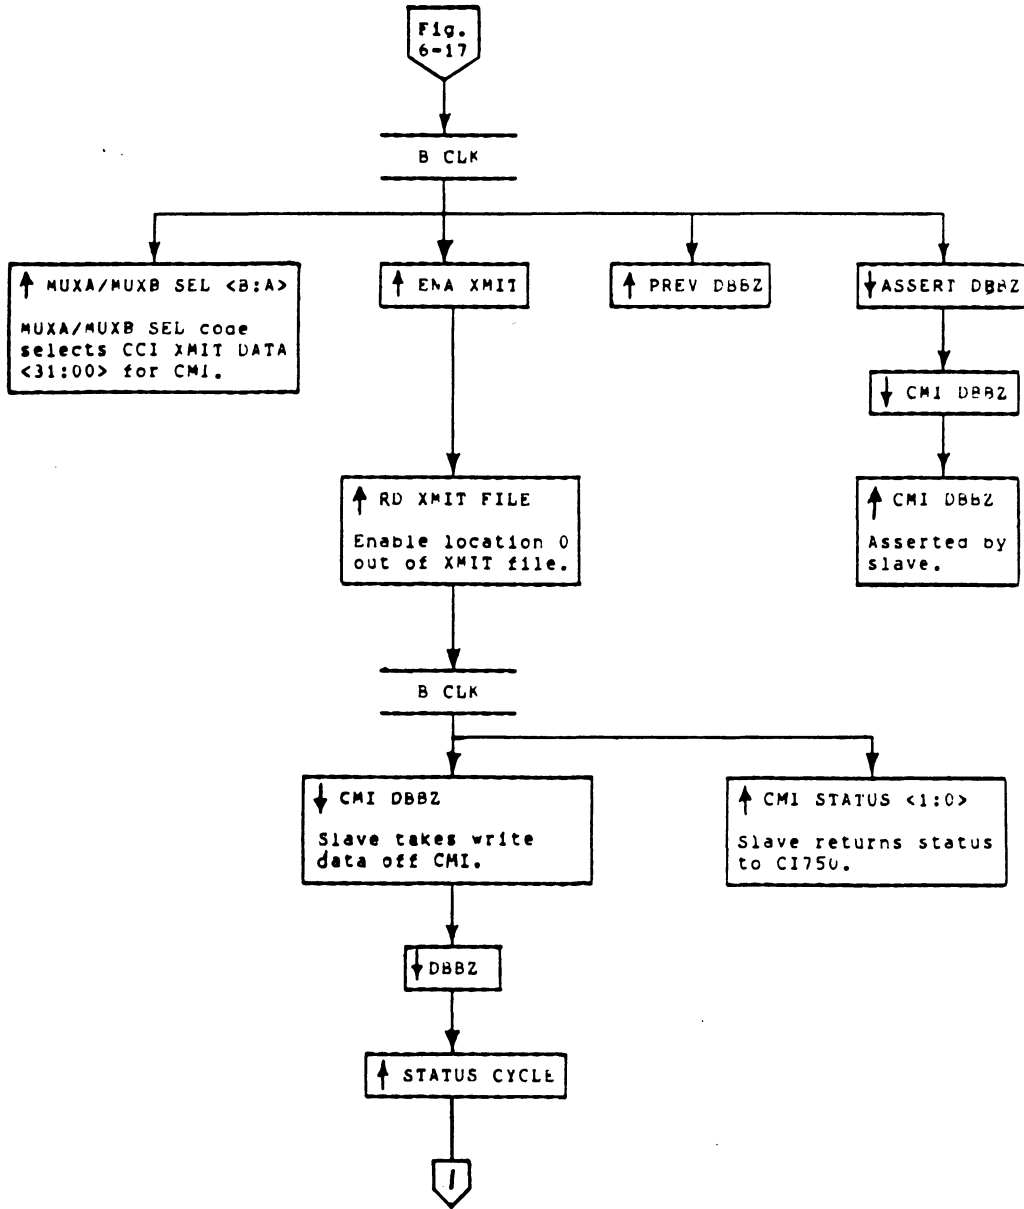 Fig.
6-17
B CLK
↑ MUXA/MUXB SEL <B:A>
MUXA/MUXB SEL code
selects CCI XMIT DATA
<31:00> for CMI.
↑ ENA XMIT
↑ PREV DBBZ
↓ ASSERT DBBZ
↓ CMI DBBZ
↑ CMI DBBZ
Asserted by
slave.
↑ RD XMIT FILE
Enable location 0
out of XMIT file.
B CLK
↓ CMI DBBZ
Slave takes write
data off CMI.
↑ CMI STATUS <1:0>
Slave returns status
to CI750.
↓ DBBZ
↑ STATUS CYCLE
1